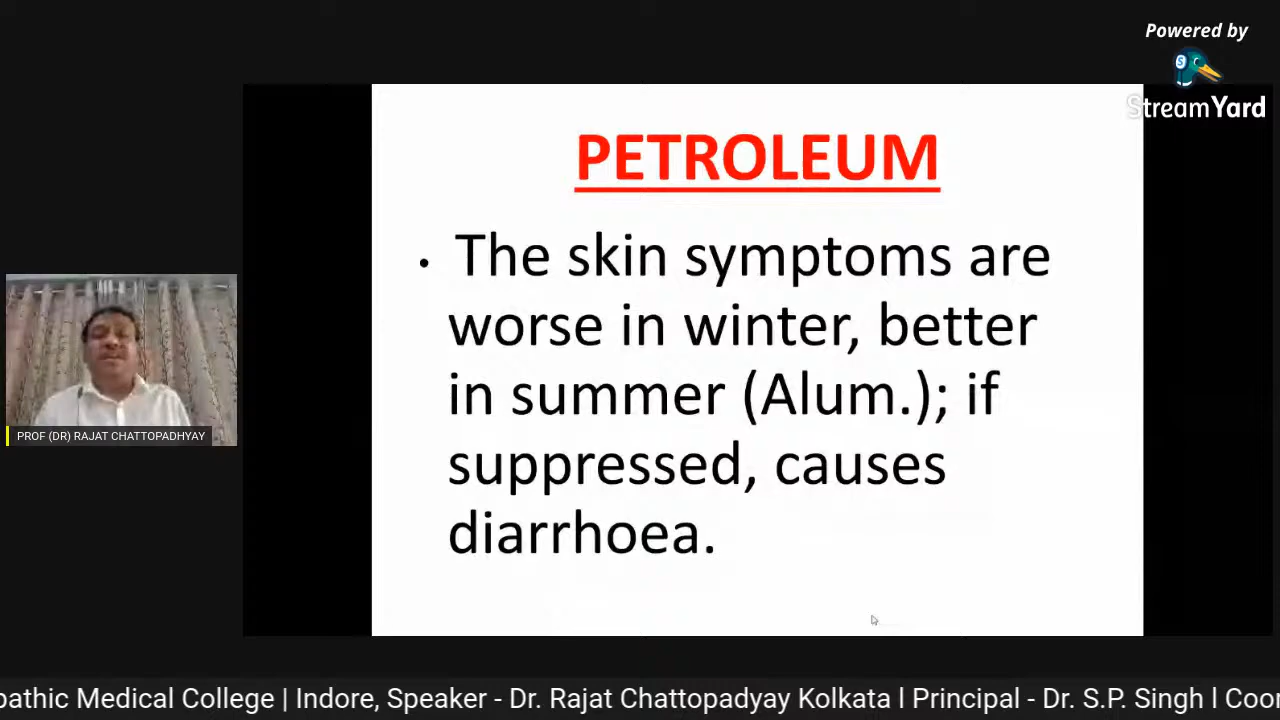 Powered by
StreamYard
PETROLEUM
• The skin symptoms are
worse in winter, better
in summer (Alum.); if
suppressed, causes
diarrhoea.
PROF (DR) RAJAT CHATTOPADHYAY
pathic Medical College | Indore, Speaker - Dr. Rajat Chattopadyay Kolkata l Principal - Dr. S.P. Singh l Coor